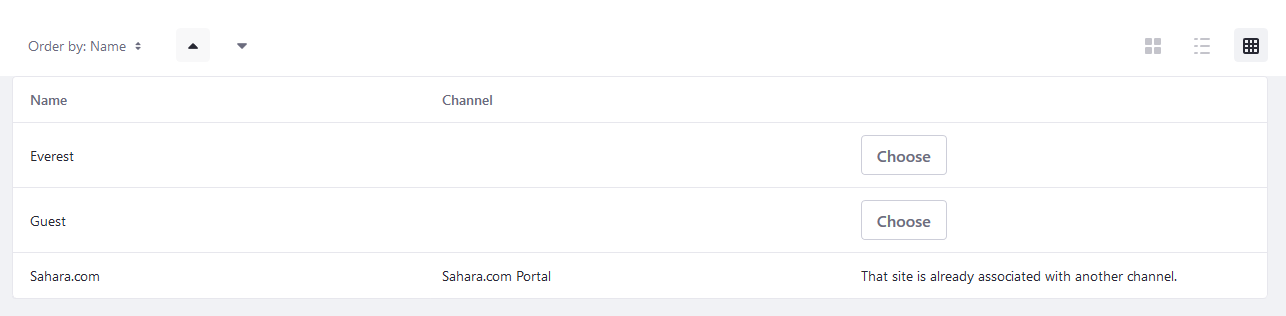 Order by: Name
Name Channel
Everest Choose
Guest Choose
Sahara.com Sahara.com Portal That site is already associated with another channel.